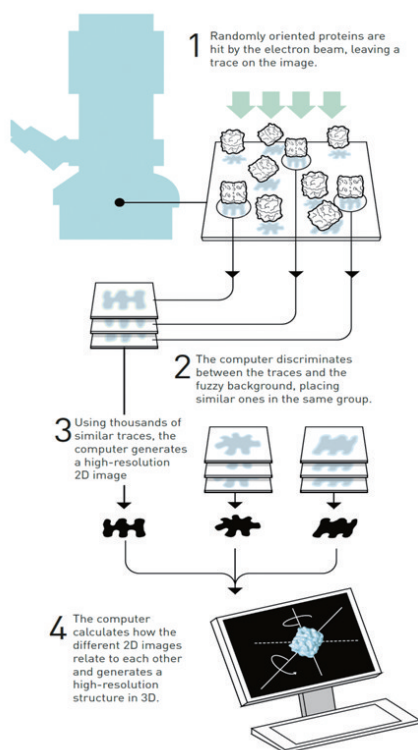 1 Randomly oriented proteins are
hit by the electron beam, leaving a
trace on the image.
2 The computer discriminates
between the traces and the
fuzzy background, placing
similar ones in the same group.
3 Using thousands of
similar traces, the
computer generates
a high-resolution
2D image
4 The computer
calculates how the
different 2D images
relate to each other
and generates a
high-resolution
structure in 3D.